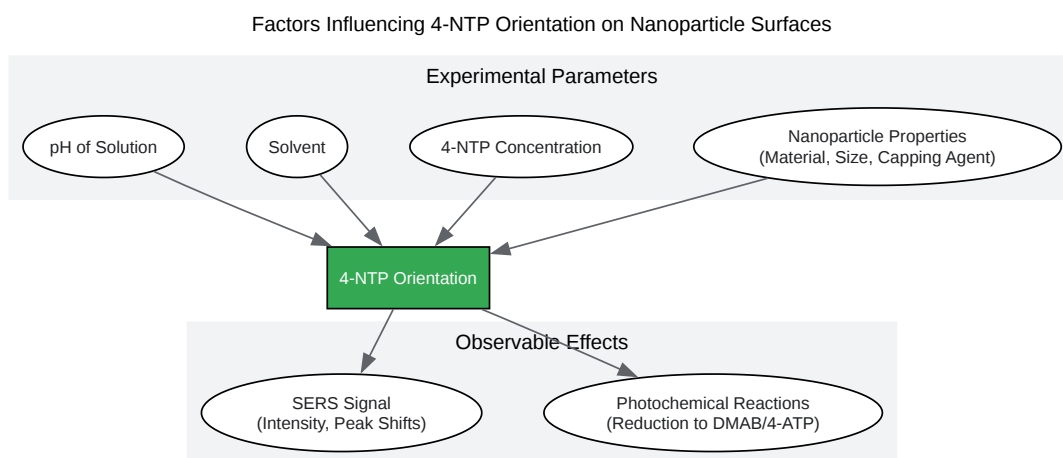 Factors Influencing 4-NTP Orientation on Nanoparticle Surfaces
Experimental Parameters
pH of Solution
Solvent
4-NTP Concentration
Nanoparticle Properties
(Material, Size, Capping Agent)
4-NTP Orientation
Observable Effects
SERS Signal
(Intensity, Peak Shifts)
Photochemical Reactions
(Reduction to DMAB/4-ATP)